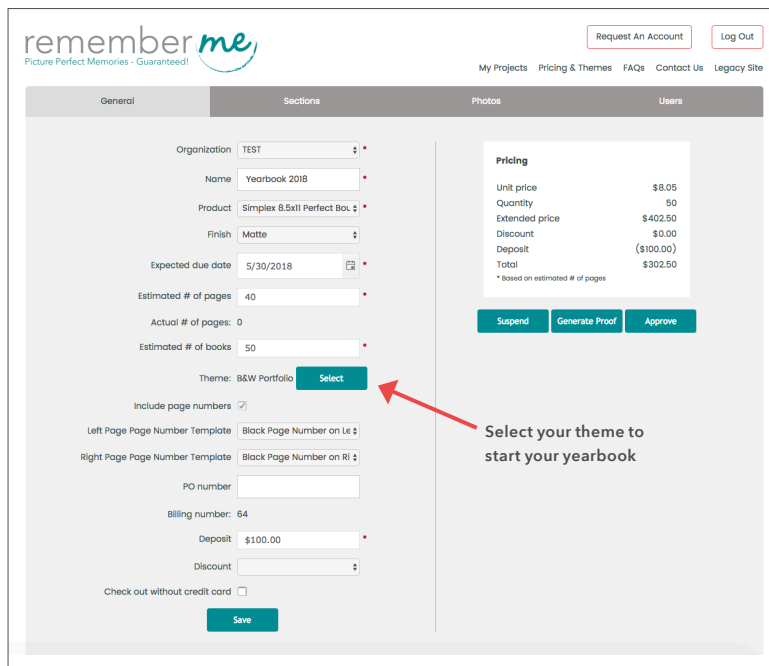 remember me
Picture Perfect Memories - Guaranteed!
Request An Account Log Out
My Projects Pricing & Themes FAQs Contact Us Legacy Site
General Sections Photos Users
Organization TEST *
Name Yearbook 2018 *
Product Simplex 8.5x11 Perfect Bou *
Finish Matte
Expected due date 5/30/2018 *
Estimated # of pages 40 *
Actual # of pages: 0
Estimated # of books 50 *
Theme: B&W Portfolio Select
Include page numbers
Left Page Page Number Template Black Page Number on Le
Right Page Page Number Template Black Page Number on Ri
PO number
Billing number: 64
Deposit $100.00 *
Discount
Check out without credit card
Save
Pricing
Unit price $8.05
Quantity 50
Extended price $402.50
Discount $0.00
Deposit ($100.00)
Total $302.50
* Based on estimated # of pages
Suspend Generate Proof Approve
Select your theme to
start your yearbook